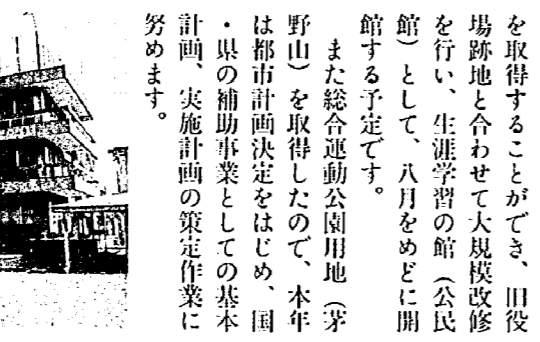 を取得することができ、旧役
場跡地と合わせて大規模改修
を行い、生涯学習の館（公民
館）として、八月をめどに開
館する予定です。
また総合運動公園用地（茅
野山）を取得したので、本年
は都市計画決定をはじめ、国
・県の補助事業としての基本
計画、実施計画の策定作業に
努めます。